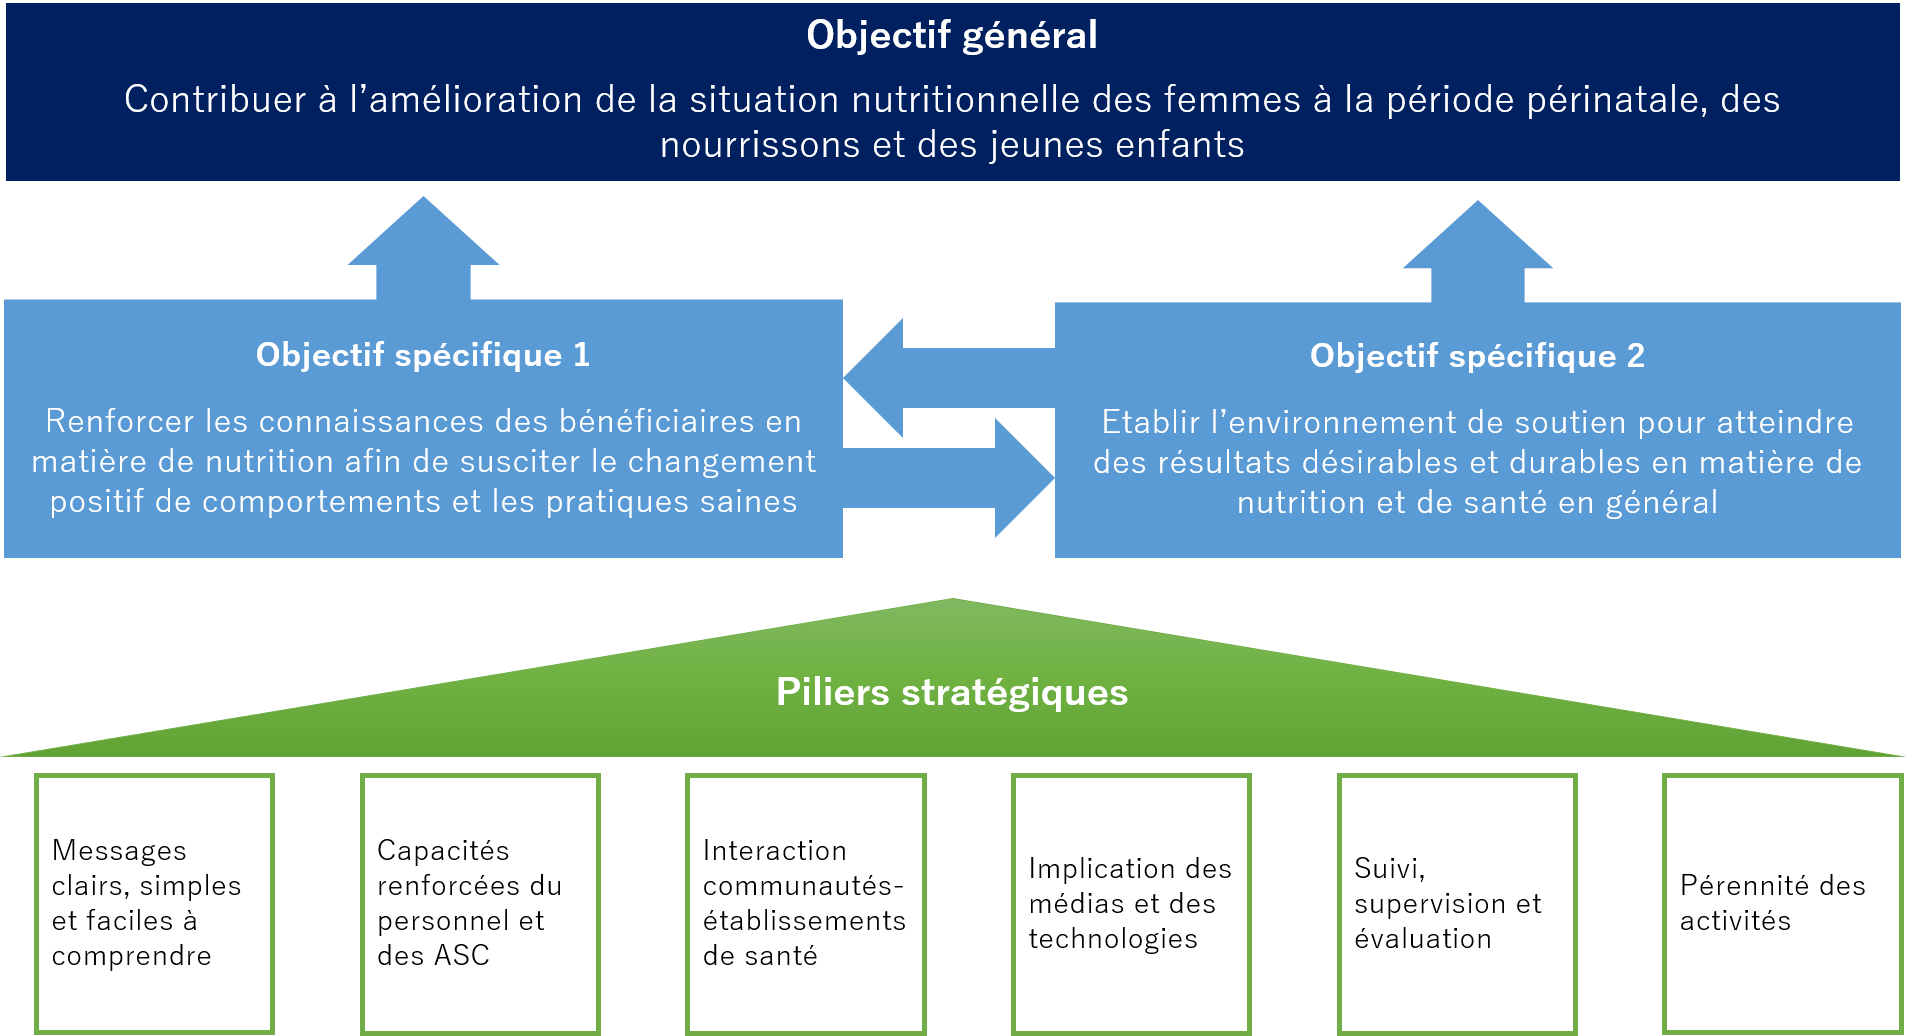 Objectif général
Contribuer à l’amélioration de la situation nutritionnelle des femmes à la période périnatale, des
nourrissons et des jeunes enfants
Objectif spécifique 1
Renforcer les connaissances des bénéficiaires en
matière de nutrition afin de susciter le changement
positif de comportements et les pratiques saines
Objectif spécifique 2
Etablir l’environnement de soutien pour atteindre
des résultats désirables et durables en matière de
nutrition et de santé en général
Piliers stratégiques
Messages
clairs, simples
et faciles à
comprendre
Capacités
renforcées du
personnel et
des ASC
Interaction
communautés-
établissements
de santé
Implication des
médias et des
technologies
Suivi,
supervision et
évaluation
Pérennité des
activités